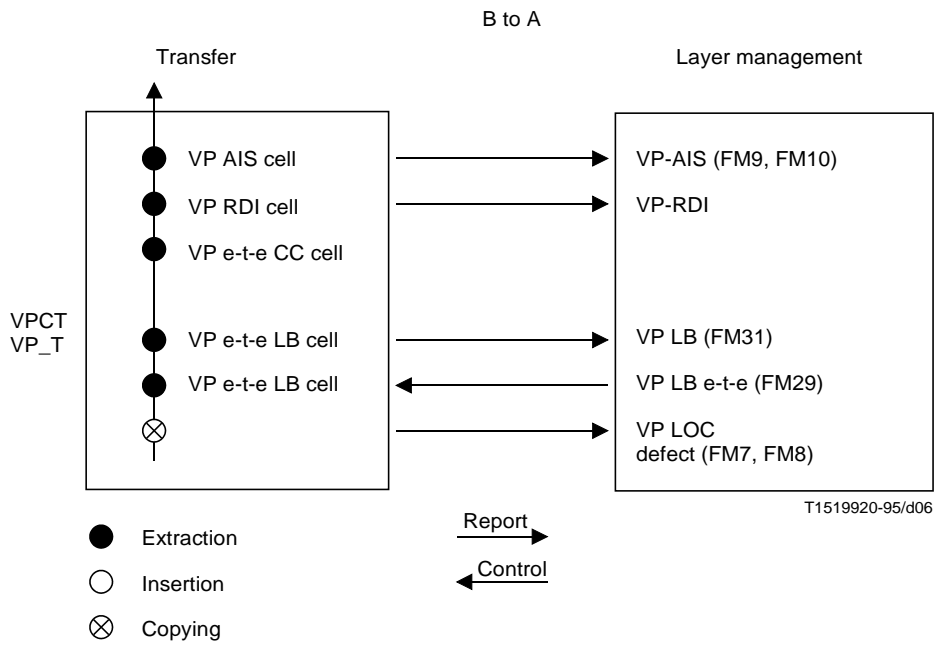 B to A
Transfer
Layer management
VP AIS cell
VP-AIS (FM9, FM10)
VP RDI cell
VP-RDI
VP e-t-e CC cell
VPCT
VP_T
VP e-t-e LB cell
VP LB (FM31)
VP e-t-e LB cell
VP LB e-t-e (FM29)
VP LOC
defect (FM7, FM8)
T1519920-95/d06
Extraction
Report
Insertion
Control
Copying